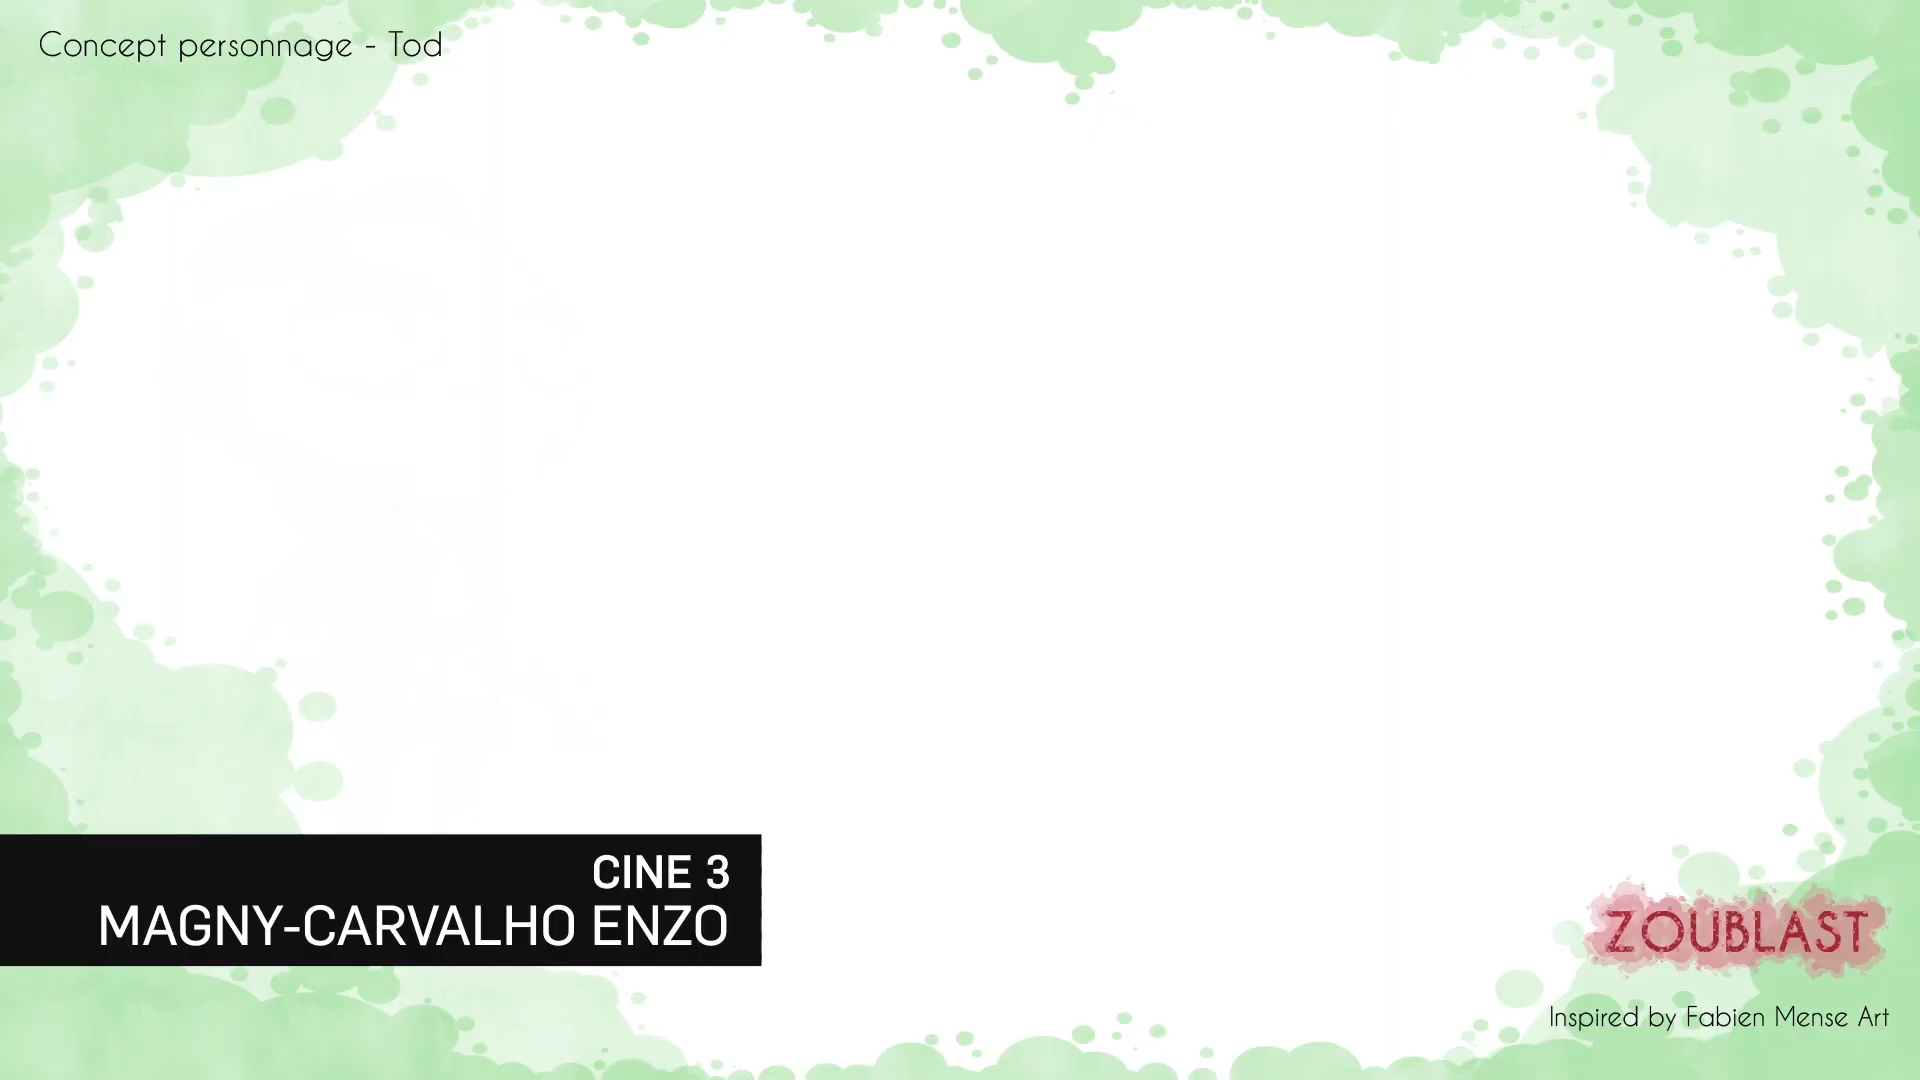 Concept personnage - Tod
CINE 3
MAGNY-CARVALHO ENZO
ZOUBLAST
Inspired by Fabien Mense Art